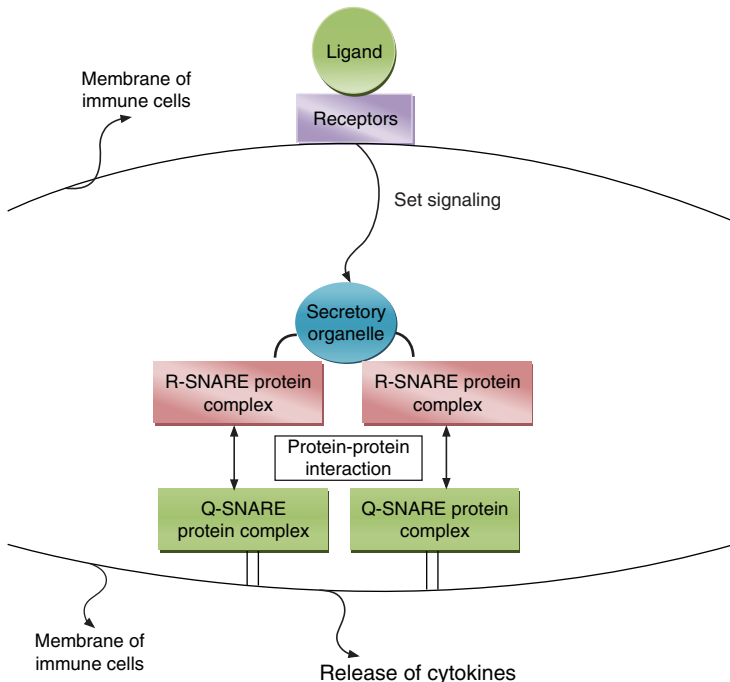 Ligand
Membrane of
immune cells
Receptors
Set signaling
Secretory
organelle
R-SNARE protein
complex
R-SNARE protein
complex
Protein-protein
interaction
Q-SNARE
protein complex
Q-SNARE protein
complex
Membrane of
immune cells
Release of cytokines